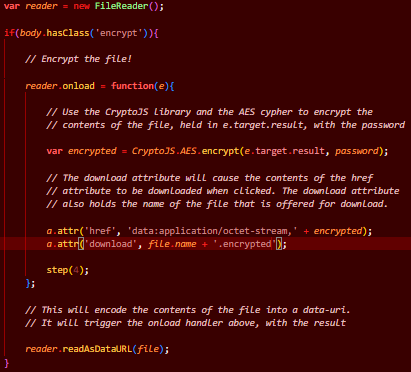 var reader = new FileReader();
if(body.hasClass('encrypt')){
// Encrypt the file!
reader.onload = function(e){
// Use the CryptoJS library and the AES cypher to encrypt the
// contents of the file, held in e.target.result, with the password
var encrypted = CryptoJS.AES.encrypt(e.target.result, password);
// The download attribute will cause the contents of the href
// attribute to be downloaded when clicked. The download attribute
// also holds the name of the file that is offered for download.
a.attr('href', 'data:application/octet-stream,' + encrypted);
a.attr('download', file.name + '.encrypted');
step(4);
};
// This will encode the contents of the file into a data-uri.
// It will trigger the onload handler above, with the result
reader.readAsDataURL(file);
}